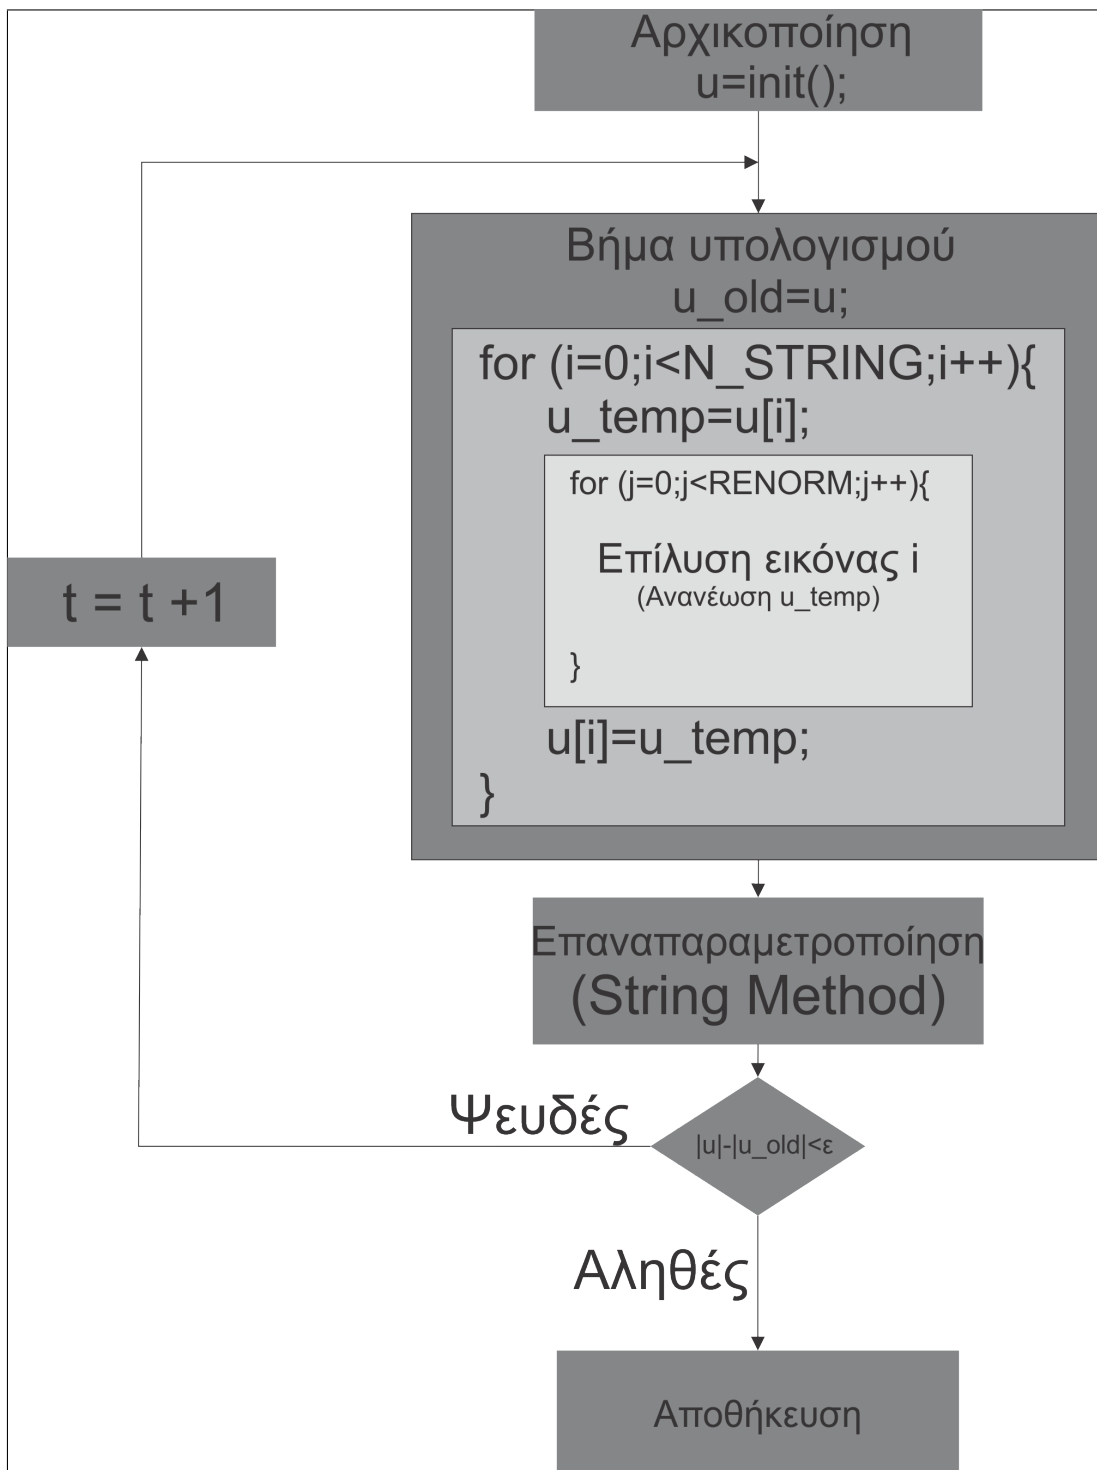 Αρχικοποίηση
u=init();
Βήμα υπολογισμού
u_old=u;
for (i=0;i<N_STRING;i++){
u_temp=u[i];
for (j=0;j<RENORM;j++){
Επίλυση εικόνας i
(Ανανέωση u_temp)
}
u[i]=u_temp;
}
t = t +1
Επαναπαραμετροποίηση
(String Method)
Ψευδές
|u|-|u_old|<ε
Αληθές
Αποθήκευση